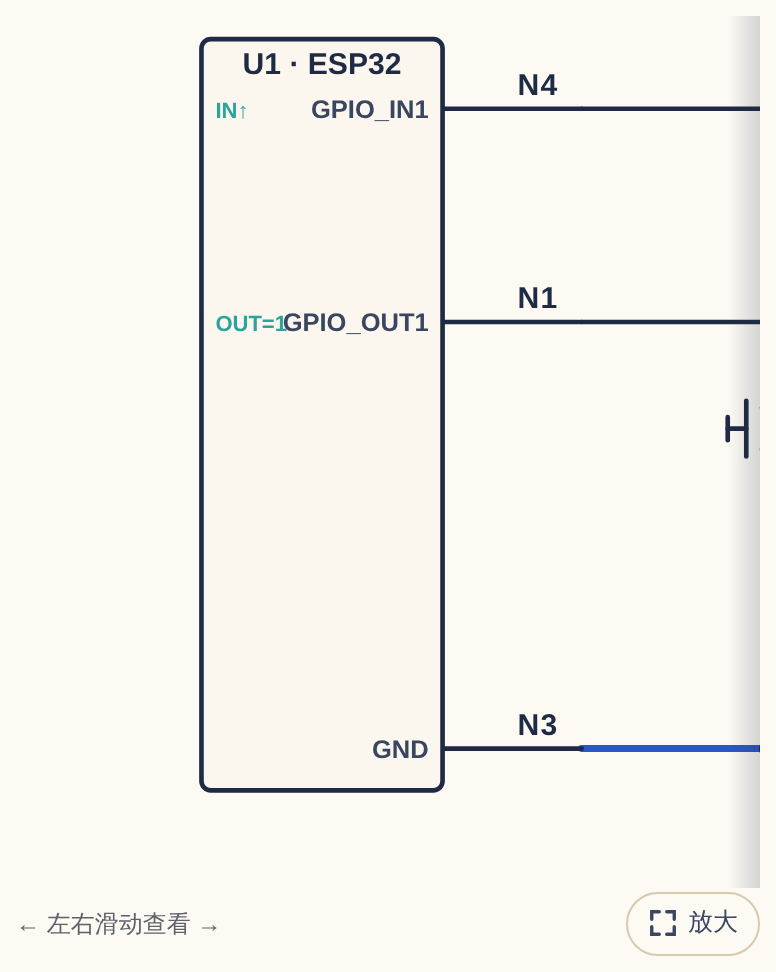 U1 · ESP32
N4
IN↑ GPIO_IN1
N1
OUT=1 GPIO_OUT1
N3
GND
← 左右滑动查看 →
放大